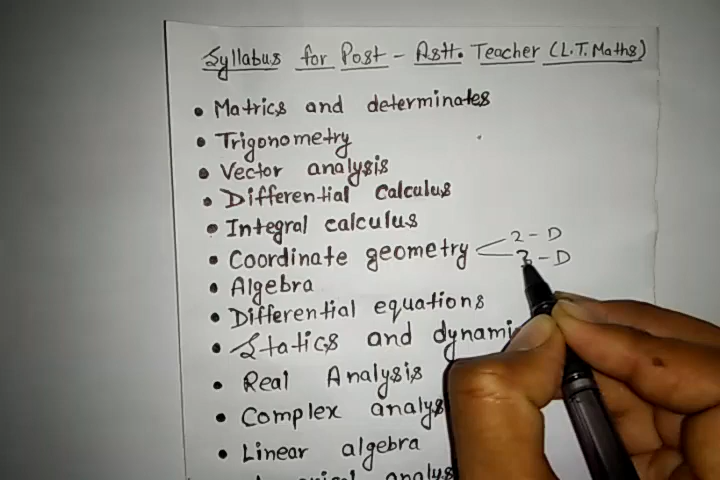 Syllabus for Post - Astt. Teacher (L.T. Maths)
• Matrics and determinates
• Trigonometry
• Vector analysis
• Differential Calculus
• Integral calculus
• Coordinate geometry < 2-D
3-D
• Algebra
• Differential equations
• Statics and
• Real Analysis
• Complex
• Linear algebra